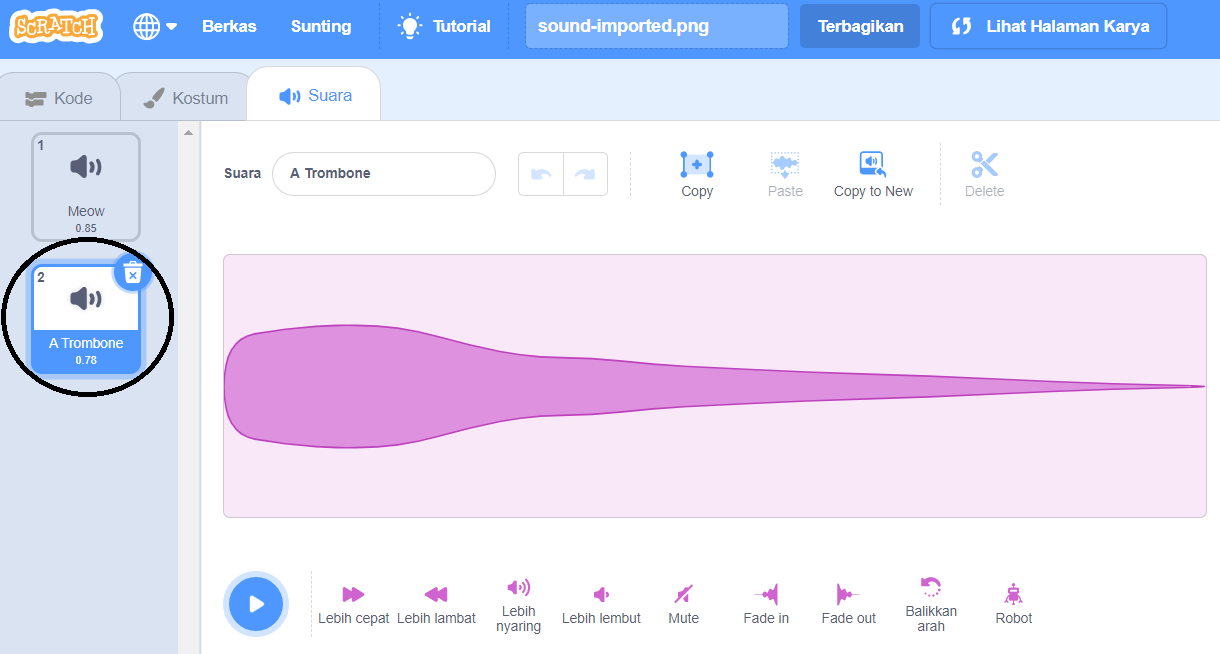 SCRATCH Berkas Sunting Tutorial sound-imported.png Terbagikan Lihat Halaman Karya
Kode Kostum Suara
1
Meow
0.85
2
A Trombone
0.78
Suara A Trombone
Copy Paste Copy to New Delete
Lebih cepat Lebih lambat Lebih nyaring Lebih lembut Mute Fade in Fade out Balikkan arah Robot